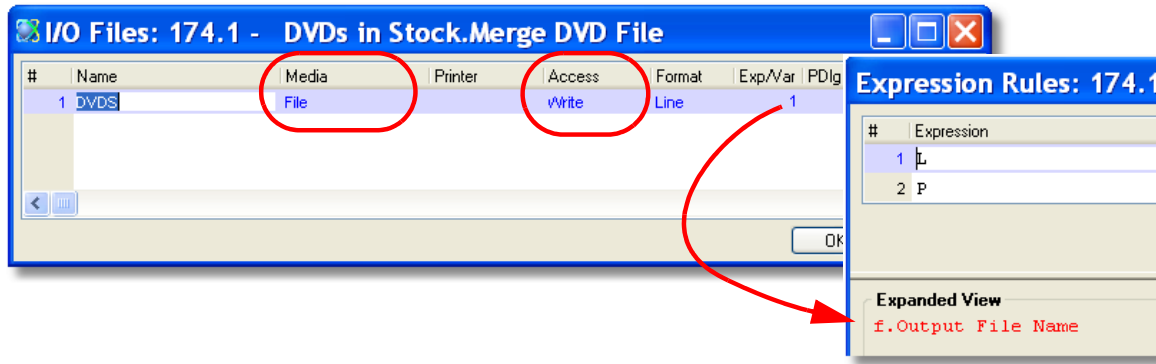 I/O Files: 174.1 - DVDs in Stock.Merge DVD File
# Name Media Printer Access Format Exp/Var PDlg
1 DVDS File Write Line 1
OK
Expression Rules: 174.1
# Expression
1 L
2 P
Expanded View
f.Output File Name